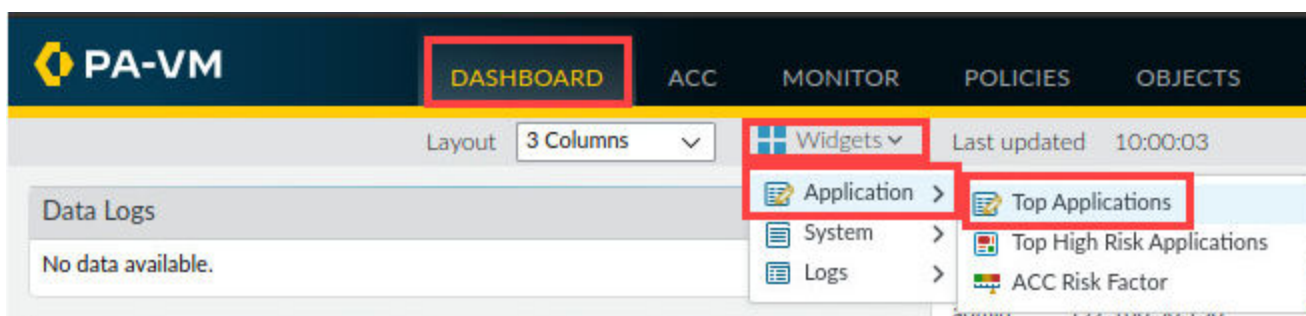 PA-VM
DASHBOARD ACC MONITOR POLICIES OBJECTS
Layout 3 Columns Widgets Last updated 10:00:03
Data Logs
No data available.
Application
System
Logs
Top Applications
Top High Risk Applications
ACC Risk Factor